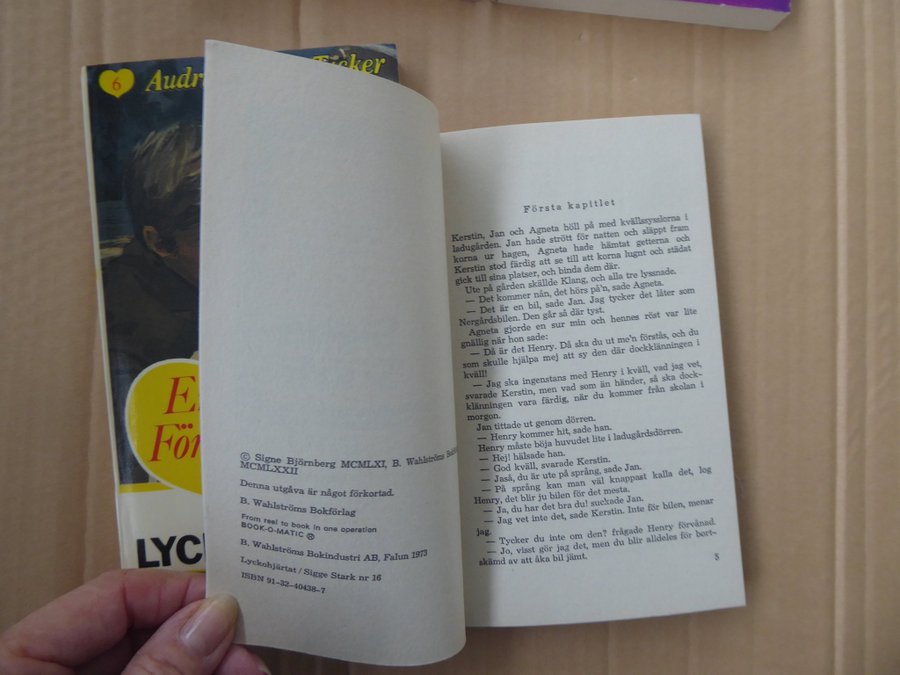 6
Audr
Tucker
E
För
LYC
© Signe Björnberg MCMLXI, B. Wahlströms Bokför
MCMLXXII
Denna utgåva är något förkortad.
B. Wahlströms Bokförlag
From reel to book in one operation
BOOK-O-MATIC ®
B. Wahlströms Bokindustri AB, Falun 1973
Lyckohjärtat / Sigge Stark nr 16
ISBN 91-32-40438-7
Första kapitlet
Kerstin, Jan och Agneta höll på med kvällssysslorna i
ladugården. Jan hade strött för natten och släppt fram
korna ur hagen, Agneta hade hämtat getterna och
Kerstin stod färdig att se till att korna lugnt och städat
gick till sina platser, och binda dem där.
Ute på gården skällde Klang, och alla tre lyssnade.
— Det kommer nån, det hörs på'n, sade Agneta.
— Det är en bil, sade Jan. Jag tycker det låter som
Norgårdsbilen. Den går så där tyst.
Agneta gjorde en sur min och hennes röst var lite
gnällig när hon sade:
— Då är det Henry. Då ska du ut me'n förstås, och du
som skulle hjälpa mej att sy den där dockklänningen i
kväll!
— Jag ska ingenstans med Henry i kväll, vad jag vet,
svarade Kerstin, men vad som än händer, så ska dock-
klänningen vara färdig, när du kommer från skolan i
morgon.
Jan tittade ut genom dörren.
— Henry kommer hit, sade han.
Henry måste böja huvudet lite i ladugårdsdörren.
— Hej! hälsade han.
— God kväll, svarade Kerstin.
— Jaså, du är ute på språng, sade Jan.
— På språng kan man väl knappast kalla det, log
Henry, det blir ju bilen för det mesta.
— Ja, du har det bra du! suckade Jan.
— Jag vet inte det, sade Kerstin. Inte för bilen, menar
jag.
— Tycker du inte om den? frågade Henry förvånad.
— Jo, visst gör jag det, men du blir alldeles för bort-
skämd av att åka bil jämt.
5